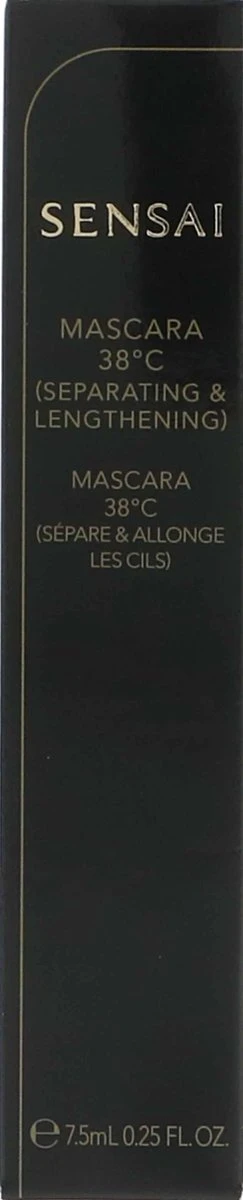 SENSAI
MASCARA
38°C
(SEPARATING &
LENGTHENING)
MASCARA
38°C
(SÉPARE & ALLONGE
LES CILS)
℮ 7.5mL 0.25 FL. OZ.